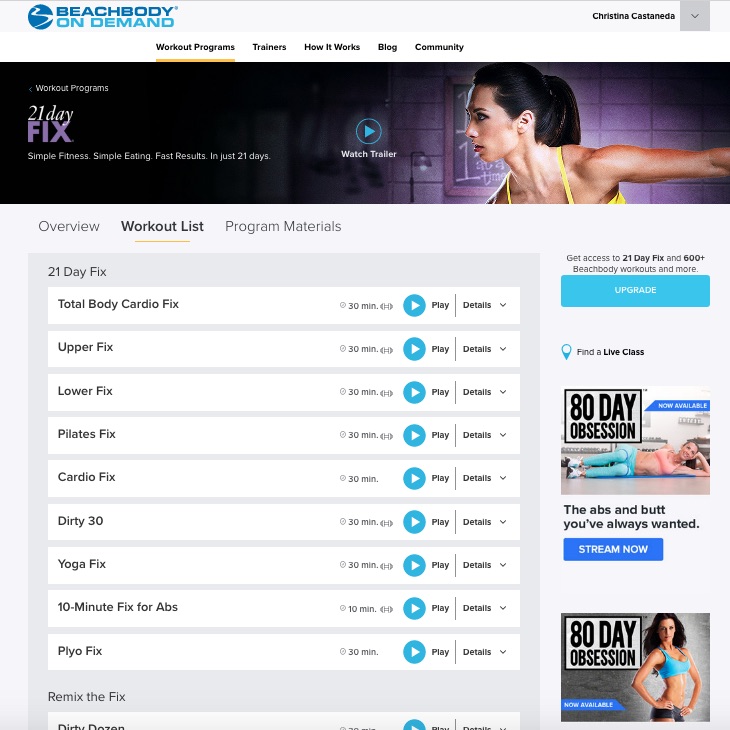 BEACHBODY®
ON DEMAND
Christina Castaneda
Workout Programs
Trainers
How It Works
Blog
Community
Workout Programs
21day
FIX
Simple Fitness. Simple Eating. Fast Results. In just 21 days.
Watch Trailer
Overview
Workout List
Program Materials
21 Day Fix
Total Body Cardio Fix 30 min. Play Details
Upper Fix 30 min. Play Details
Lower Fix 30 min. Play Details
Pilates Fix 30 min. Play Details
Cardio Fix 30 min. Play Details
Dirty 30 30 min. Play Details
Yoga Fix 30 min. Play Details
10-Minute Fix for Abs 10 min. Play Details
Plyo Fix 30 min. Play Details
Remix the Fix
Dirty Dozen
Get access to 21 Day Fix and 600+
Beachbody workouts and more.
UPGRADE
Find a Live Class
80 DAY
OBSESSION
NOW AVAILABLE
The abs and butt
you've always wanted.
STREAM NOW
80 DAY
OBSESSION
NOW AVAILABLE